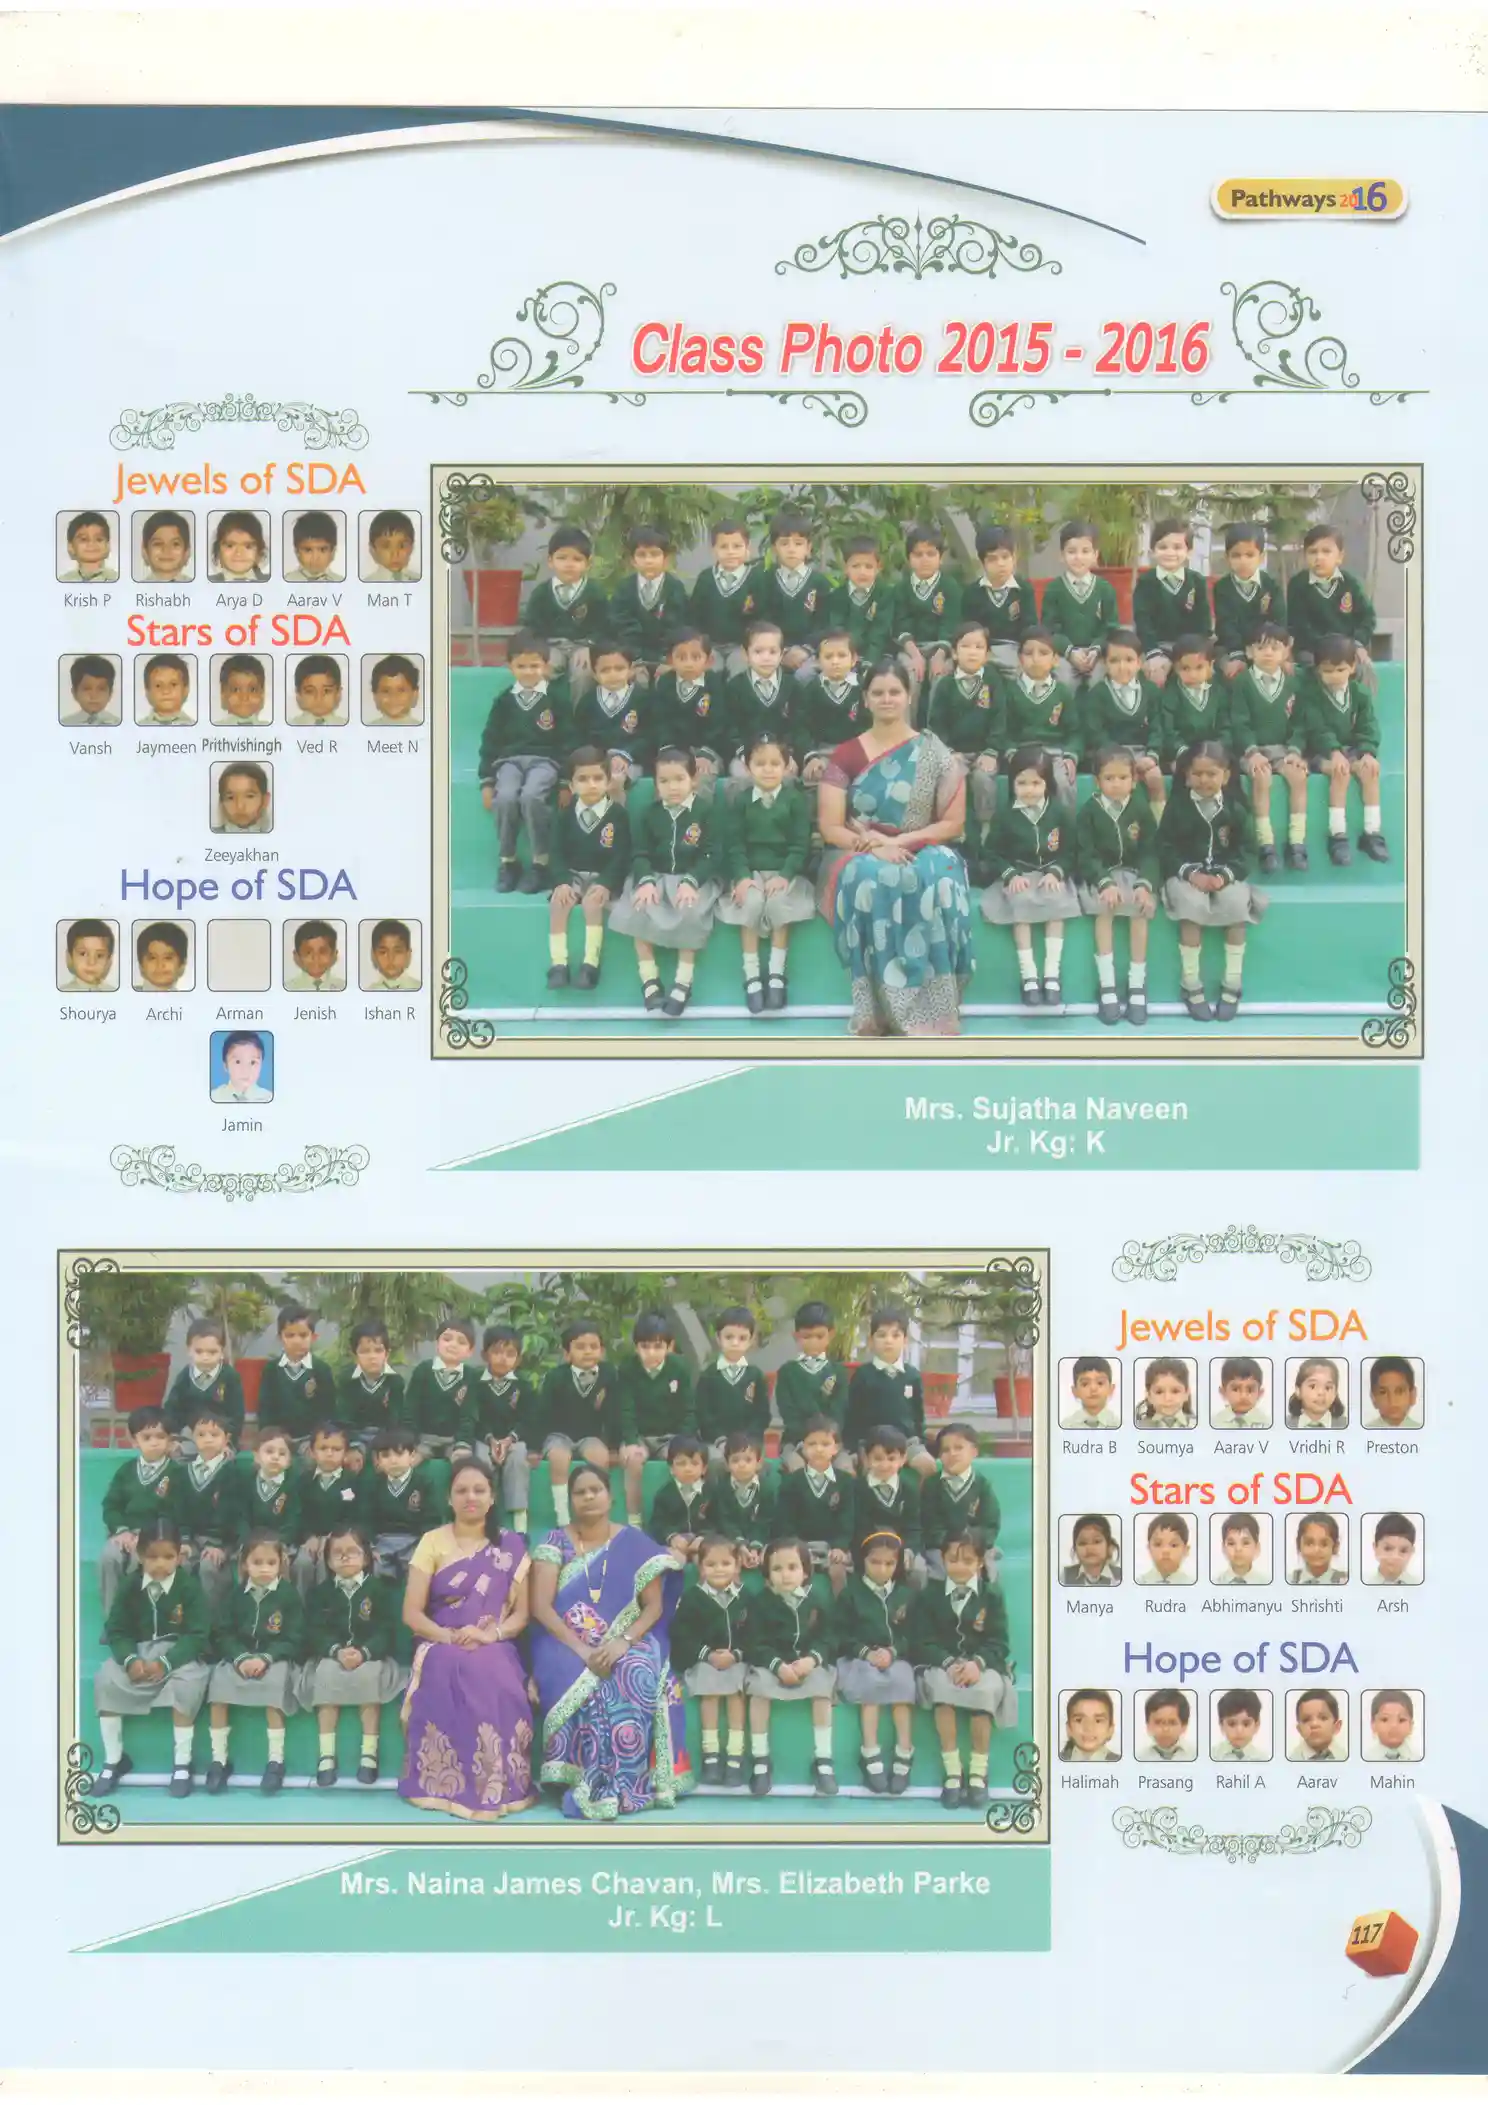 Pathways 2016
Class Photo 2015 - 2016
Jewels of SDA
Krish P Rishabh Arya D Aarav V Man T
Stars of SDA
Vansh Jaymeen Prithvishingh Ved R Meet N
Zeeyakhan
Hope of SDA
Shourya Archi Arman Jenish Ishan R
Jamin
Mrs. Sujatha Naveen
Jr. Kg: K
Jewels of SDA
Rudra B Soumya Aarav V Vridhi R Preston
Stars of SDA
Manya Rudra Abhimanyu Shrishti Arsh
Hope of SDA
Halimah Prasang Rahil A Aarav Mahin
Mrs. Naina James Chavan, Mrs. Elizabeth Parke
Jr. Kg: L
117